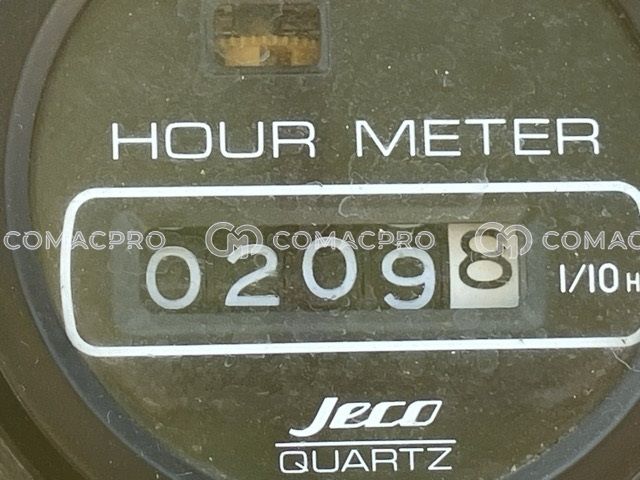 HOUR METER
COMACPRO COMACPRO COMACPRO
02098 1/10 H
Jeco
QUARTZ